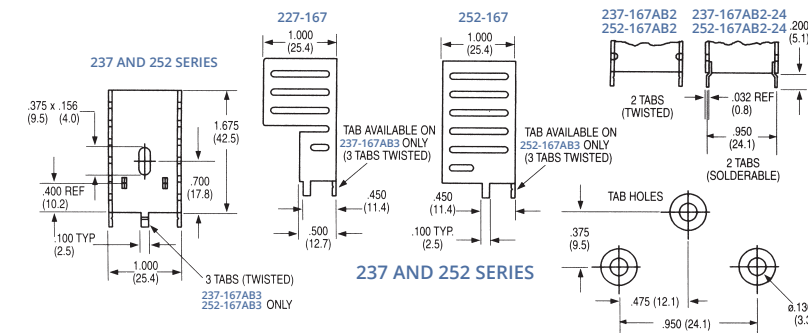 237 AND 252 SERIES
.375 x .156
(9.5) (4.0)
1.675
(42.5)
.400 REF
(10.2)
.700
(17.8)
.100 TYP
(2.5)
1.000
(25.4)
3 TABS (TWISTED)
237-167AB3
252-167AB3 ONLY
227-167
1.000
(25.4)
TAB AVAILABLE ON
237-167AB3 ONLY
(3 TABS TWISTED)
.450
(11.4)
.500
(12.7)
252-167
1.000
(25.4)
TAB AVAILABLE ON
252-167AB3 ONLY
(3 TABS TWISTED)
.450
(11.4)
.100 TYP.
(2.5)
237 AND 252 SERIES
237-167AB2 237-167AB2-24
252-167AB2 252-167AB2-24
.200
(5.1)
2 TABS
(TWISTED)
.032 REF
(0.8)
.950
(24.1)
2 TABS
(SOLDERABLE)
TAB HOLES
.375
(9.5)
.475 (12.1)
.950 (24.1)